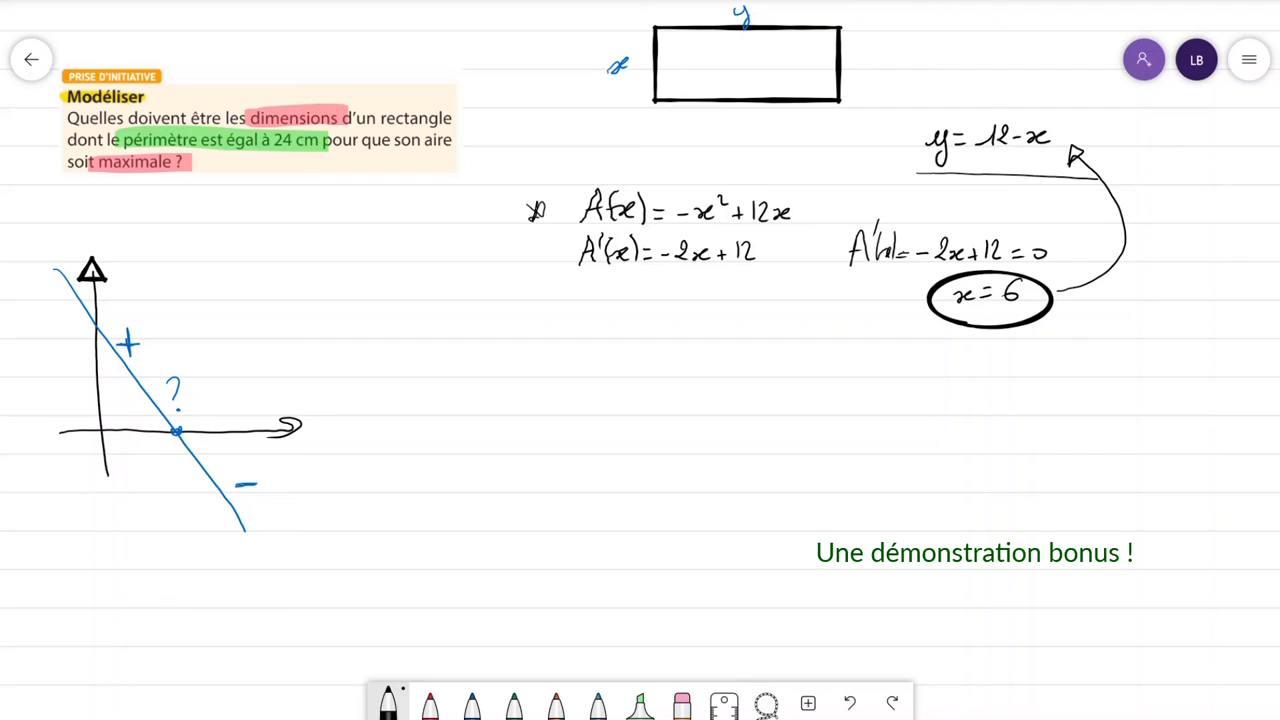 y
x
LB
PRISE D'INITIATIVE
Modéliser
Quelles doivent être les dimensions d'un rectangle
dont le périmètre est égal à 24 cm pour que son aire
soit maximale ?
y = 12 - x
A(x) = -x² + 12x
A'(x) = -2x + 12
A'(x) = -2x + 12 = 0
x = 6
+
?
-
Une démonstration bonus !